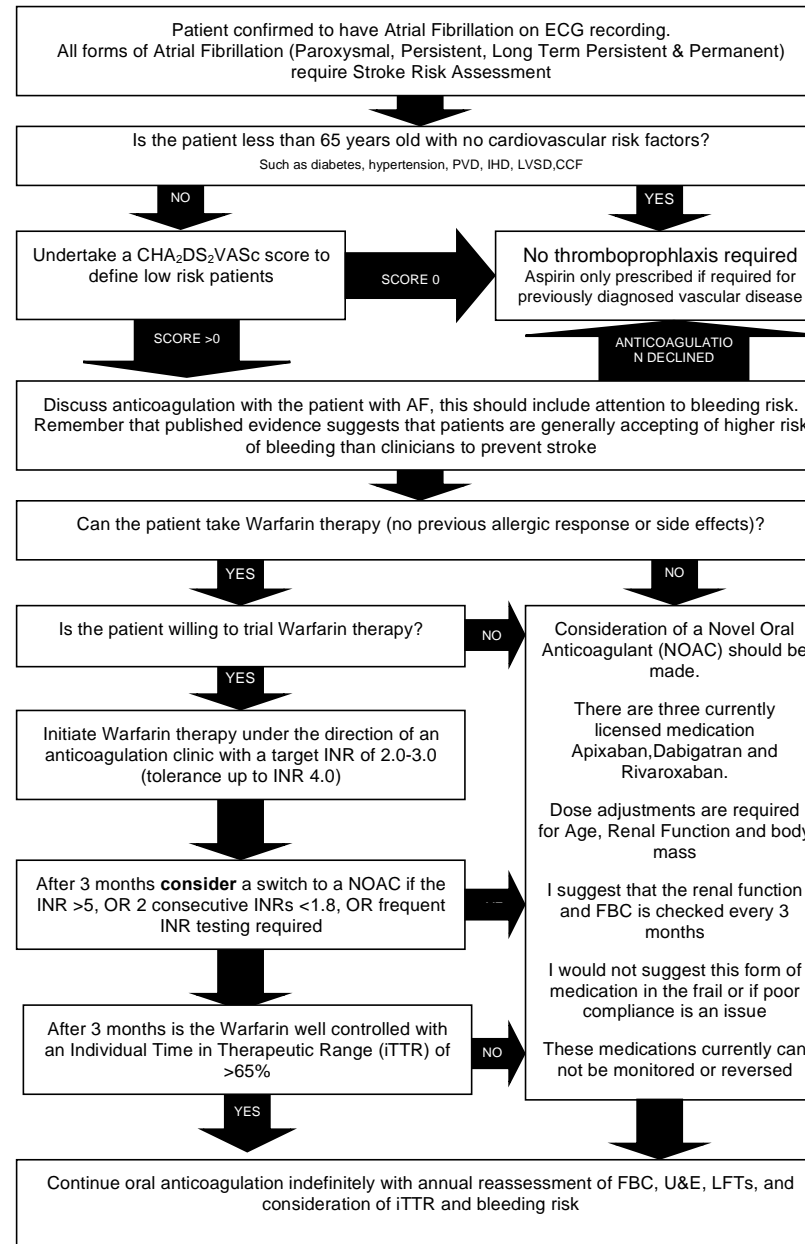 Patient confirmed to have Atrial Fibrillation on ECG recording.
All forms of Atrial Fibrillation (Paroxysmal, Persistent, Long Term Persistent & Permanent)
require Stroke Risk Assessment
Is the patient less than 65 years old with no cardiovascular risk factors?
Such as diabetes, hypertension, PVD, IHD, LVSD,CCF
NO
YES
Undertake a CHA₂DS₂VASc score to
define low risk patients
SCORE 0
No thromboprophlaxis required
Aspirin only prescribed if required for
previously diagnosed vascular disease
SCORE >0
ANTICOAGULATIO
N DECLINED
Discuss anticoagulation with the patient with AF, this should include attention to bleeding risk.
Remember that published evidence suggests that patients are generally accepting of higher risk
of bleeding than clinicians to prevent stroke
Can the patient take Warfarin therapy (no previous allergic response or side effects)?
YES
NO
Is the patient willing to trial Warfarin therapy?
NO
YES
Initiate Warfarin therapy under the direction of an
anticoagulation clinic with a target INR of 2.0-3.0
(tolerance up to INR 4.0)
After 3 months consider a switch to a NOAC if the
INR >5, OR 2 consecutive INRs <1.8, OR frequent
INR testing required
After 3 months is the Warfarin well controlled with
an Individual Time in Therapeutic Range (iTTR) of
>65%
NO
YES
Consideration of a Novel Oral
Anticoagulant (NOAC) should be
made.
There are three currently
licensed medication
Apixaban,Dabigatran and
Rivaroxaban.
Dose adjustments are required
for Age, Renal Function and body
mass
I suggest that the renal function
and FBC is checked every 3
months
I would not suggest this form of
medication in the frail or if poor
compliance is an issue
These medications currently can
not be monitored or reversed
Continue oral anticoagulation indefinitely with annual reassessment of FBC, U&E, LFTs, and
consideration of iTTR and bleeding risk